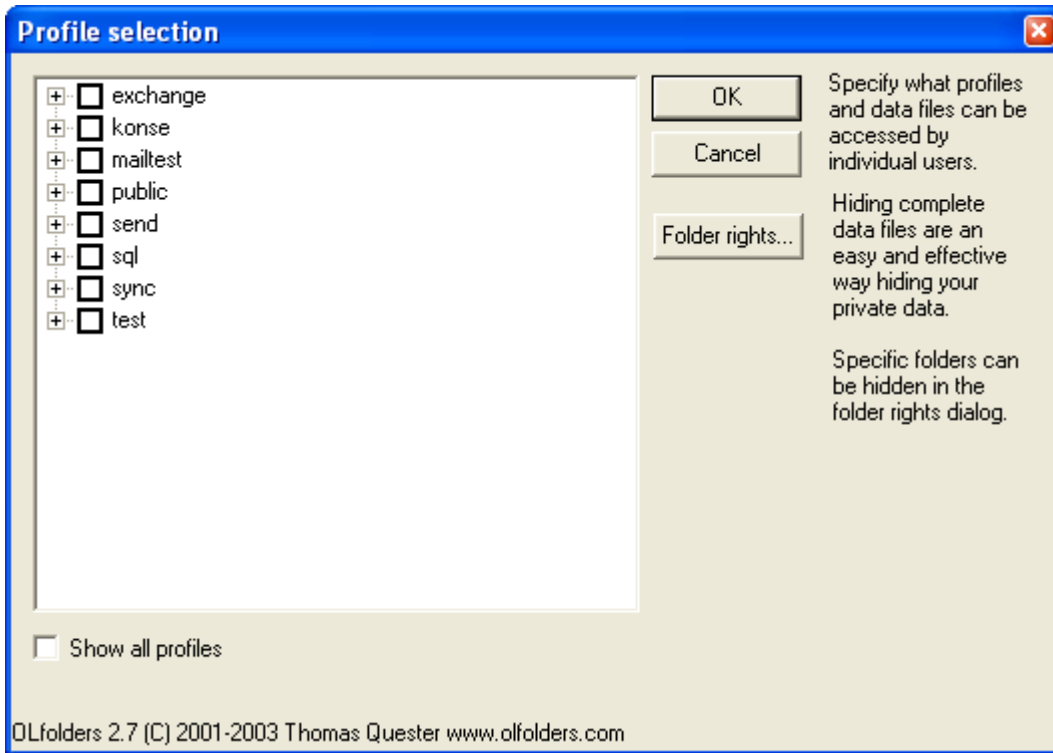 Profile selection
exchange
konse
mailtest
public
send
sql
sync
test
OK
Cancel
Folder rights...
Specify what profiles
and data files can be
accessed by
individual users.
Hiding complete
data files are an
easy and effective
way hiding your
private data.
Specific folders can
be hidden in the
folder rights dialog.
Show all profiles
OLfolders 2.7 (C) 2001-2003 Thomas Quester www.olfolders.com